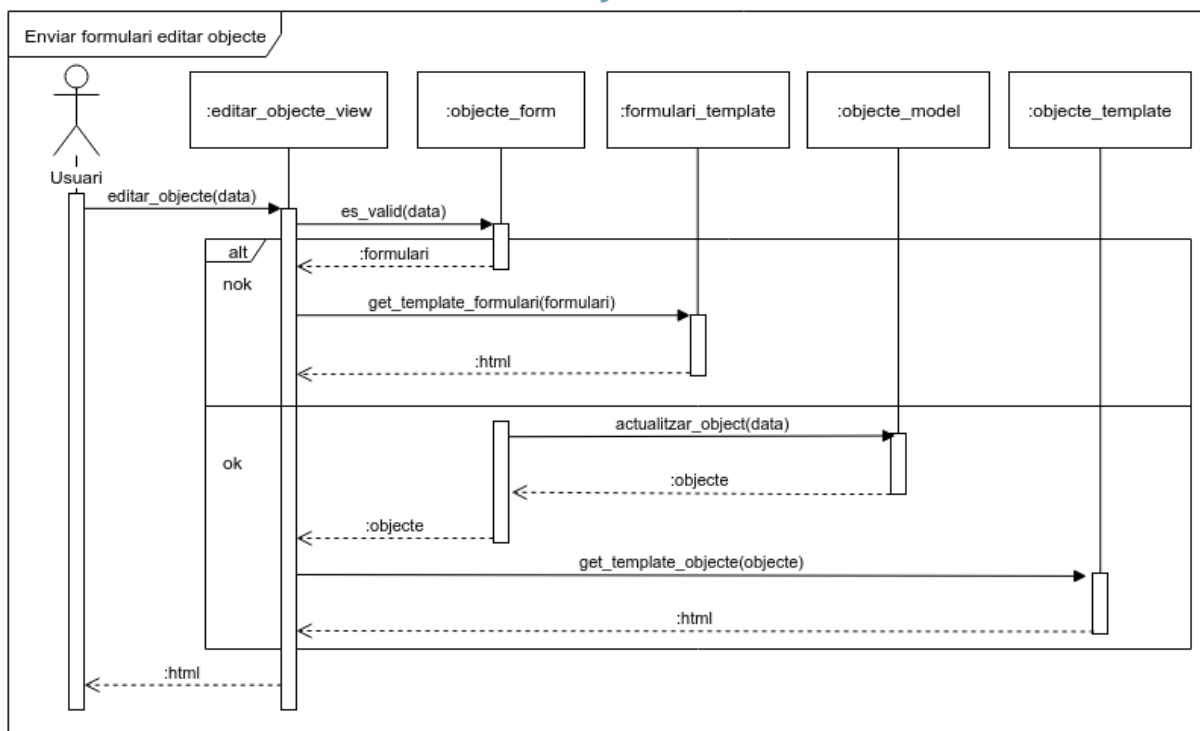 Enviar formulari editar objecte
:editar_objecte_view
:objecte_form
:formulari_template
:objecte_model
:objecte_template
Usuari
editar_objecte(data)
es_valid(data)
alt
:formulari
nok
get_template_formulari(formulari)
:html
actualitzar_object(data)
ok
:objecte
:objecte
get_template_objecte(objecte)
:html
:html